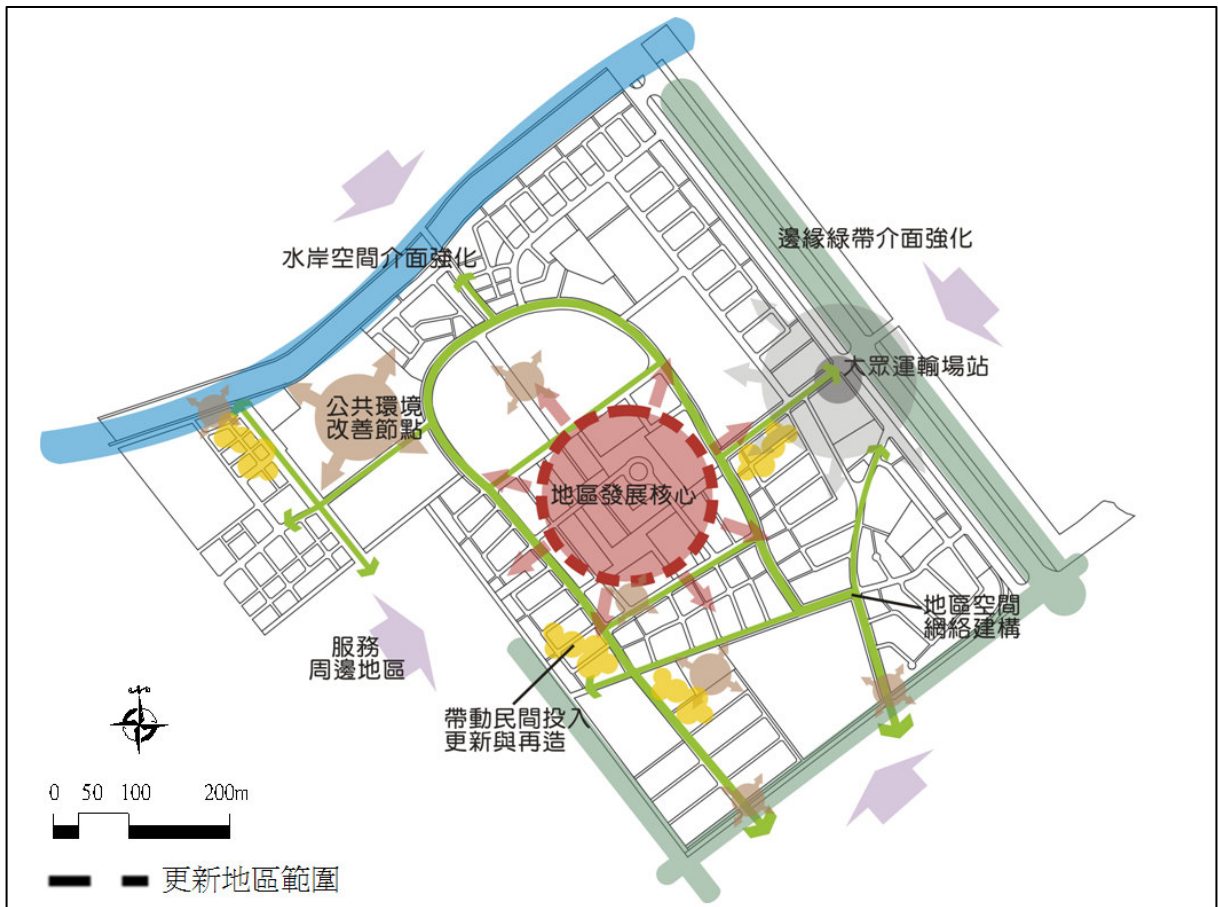 水岸空間介面強化
邊緣綠帶介面強化
大眾運輸場站
公共環境
改善節點
地區發展核心
地區空間
網絡建構
服務
周邊地區
帶動民間投入
更新與再造
0 50 100 200m
更新地區範圍